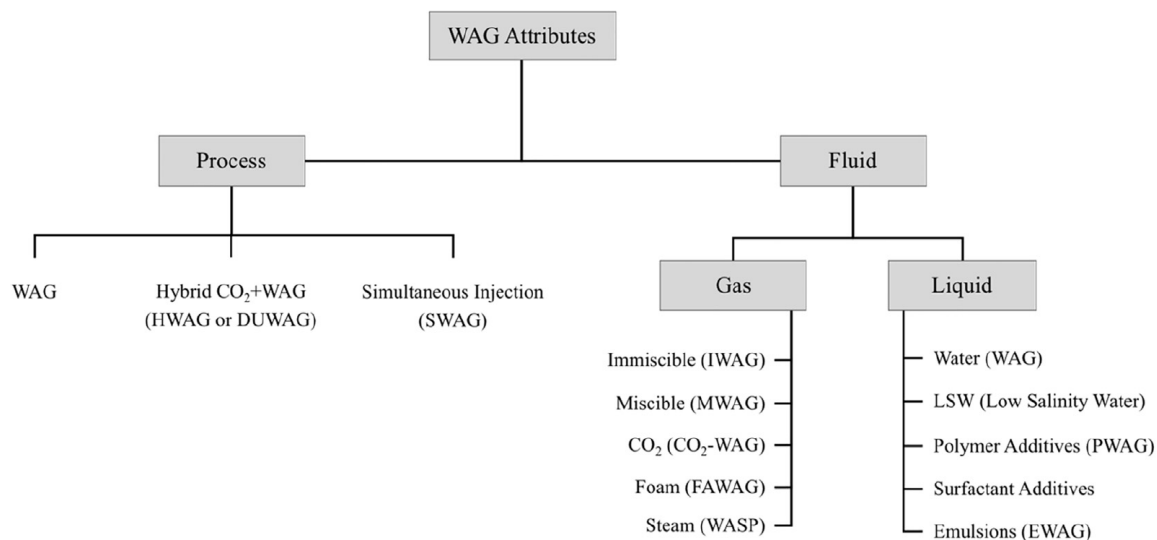 WAG Attributes
Process
Fluid
WAG
Hybrid CO₂+WAG
(HWAG or DUWAG)
Simultaneous Injection
(SWAG)
Gas
Liquid
Immiscible (IWAG)
Miscible (MWAG)
CO₂ (CO₂-WAG)
Foam (FAWAG)
Steam (WASP)
Water (WAG)
LSW (Low Salinity Water)
Polymer Additives (PWAG)
Surfactant Additives
Emulsions (EWAG)